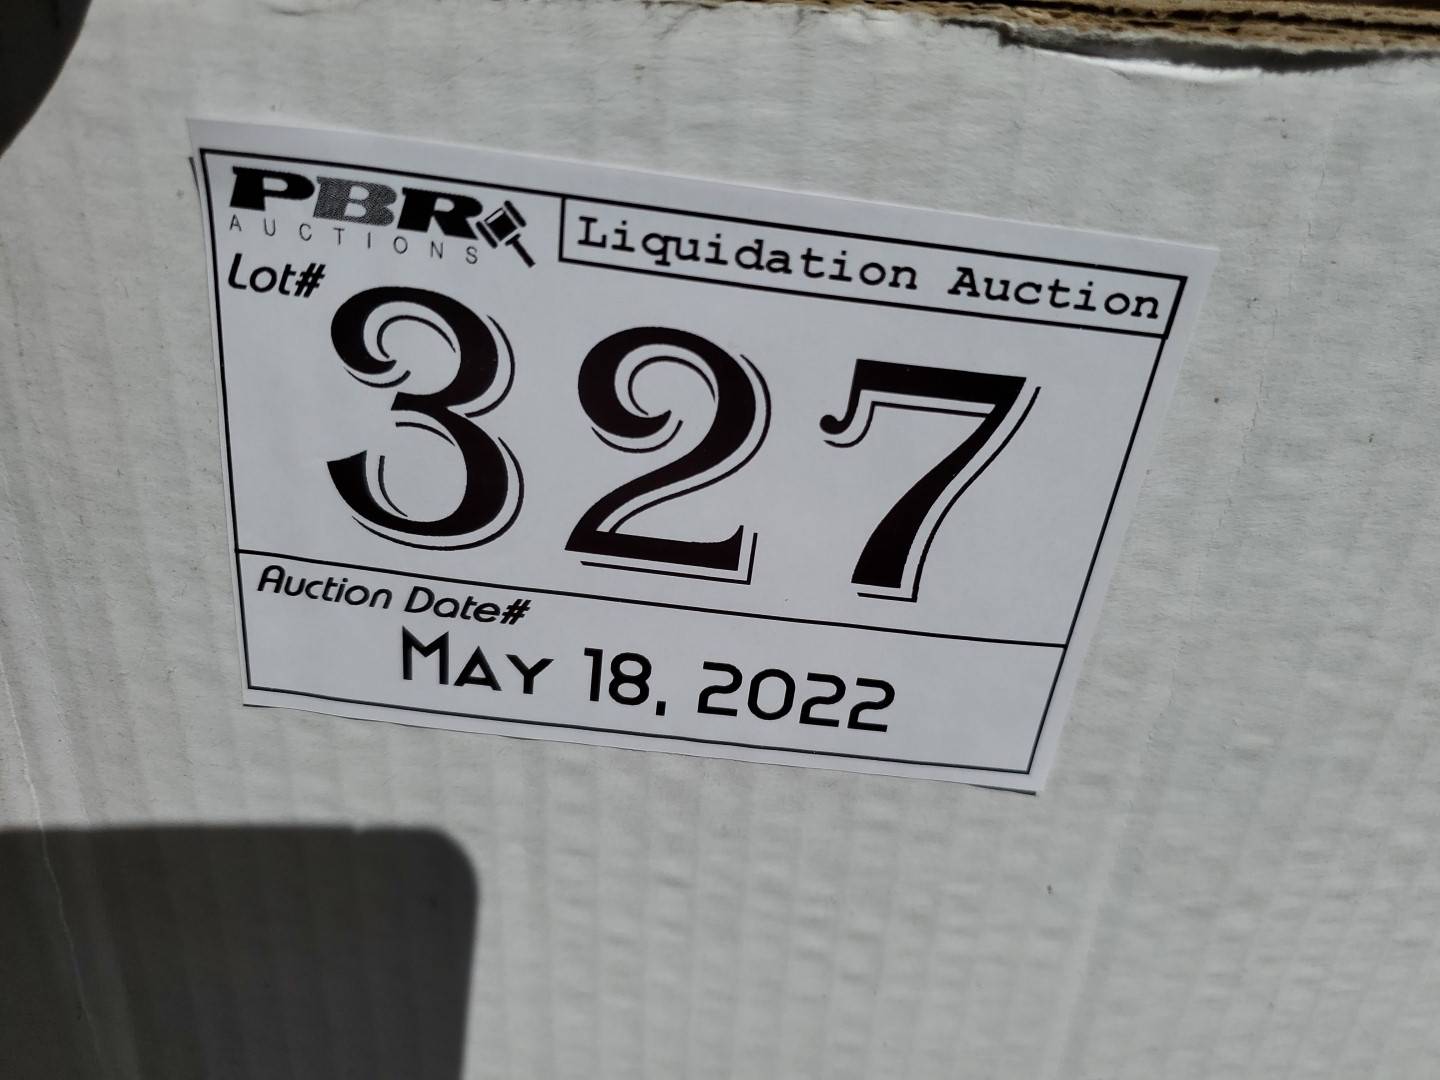 PBR
AUCTIONS
Liquidation Auction
Lot#
327
Auction Date#
May 18, 2022